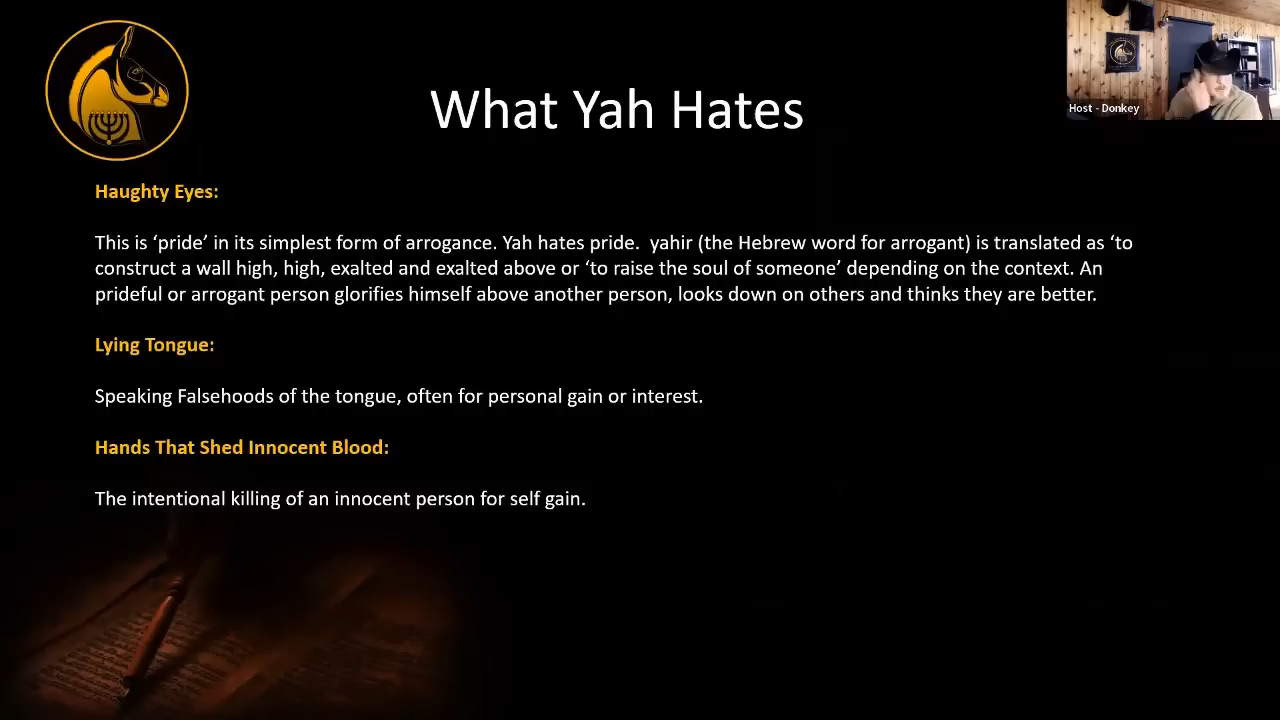 What Yah Hates
Host - Donkey
Haughty Eyes:
This is ‘pride’ in its simplest form of arrogance. Yah hates pride.  yahir (the Hebrew word for arrogant) is translated as ‘to
construct a wall high, high, exalted and exalted above or ‘to raise the soul of someone’ depending on the context. An
prideful or arrogant person glorifies himself above another person, looks down on others and thinks they are better.
Lying Tongue:
Speaking Falsehoods of the tongue, often for personal gain or interest.
Hands That Shed Innocent Blood:
The intentional killing of an innocent person for self gain.